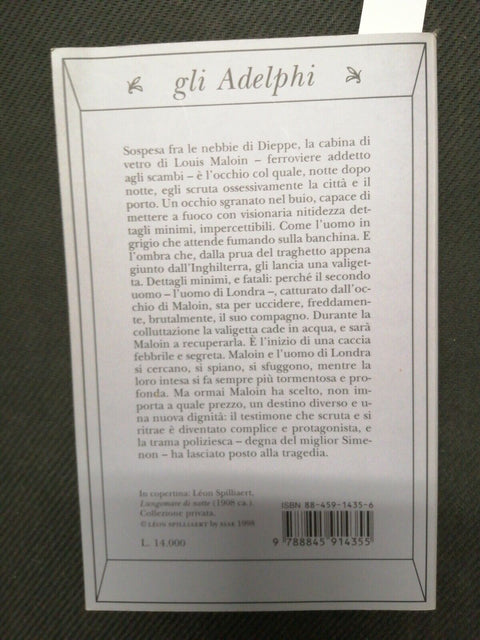 gli Adelphi
Sospesa fra le nebbie di Dieppe, la cabina di
vetro di Louis Maloin – ferroviere addetto
agli scambi – è l'occhio col quale, notte dopo
notte, egli scruta ossessivamente la città e il
porto. Un occhio sgranato nel buio, capace di
mettere a fuoco con visionaria nitidezza det-
tagli minimi, impercettibili. Come l'uomo in
grigio che attende fumando sulla banchina. E
l'ombra che, dalla prua del traghetto appena
giunto dall'Inghilterra, gli lancia una valiget-
ta. Dettagli minimi, e fatali: perché il secondo
uomo – l'uomo di Londra –, catturato dall'oc-
chio di Maloin, sta per uccidere, freddamen-
te, brutalmente, il suo compagno. Durante la
colluttazione la valigetta cade in acqua, e sarà
Maloin a recuperarla. È l'inizio di una caccia
febbrile e segreta. Maloin e l'uomo di Londra
si cercano, si spiano, si sfuggono, mentre la
loro intesa si fa sempre più tormentosa e pro-
fonda. Ma ormai Maloin ha scelto, non im-
porta a quale prezzo, un destino diverso e u-
na nuova dignità: il testimone che scruta e si
ritrae è diventato complice e protagonista, e
la trama poliziesca – degna del miglior Sime-
non – ha lasciato posto alla tragedia.
In copertina: Léon Spilliaert,
Lungomare di notte (1908 ca.).
Collezione privata.
© LÉON SPILLIAERT by SIAE 1998
L. 14.000
ISBN 88-459-1435-6
9 788845 914355